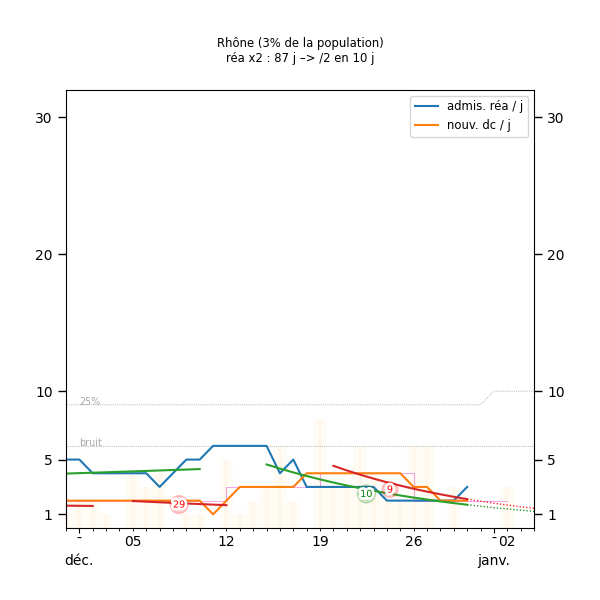 Rhône (3% de la population)
réa x2 : 87 j –> /2 en 10 j
admis. réa / j
nouv. dc / j
30 30
20 20
10 10
25%
bruit
5 5
29 10 9
1 1
- 05 12 19 26 - 02
déc. janv.